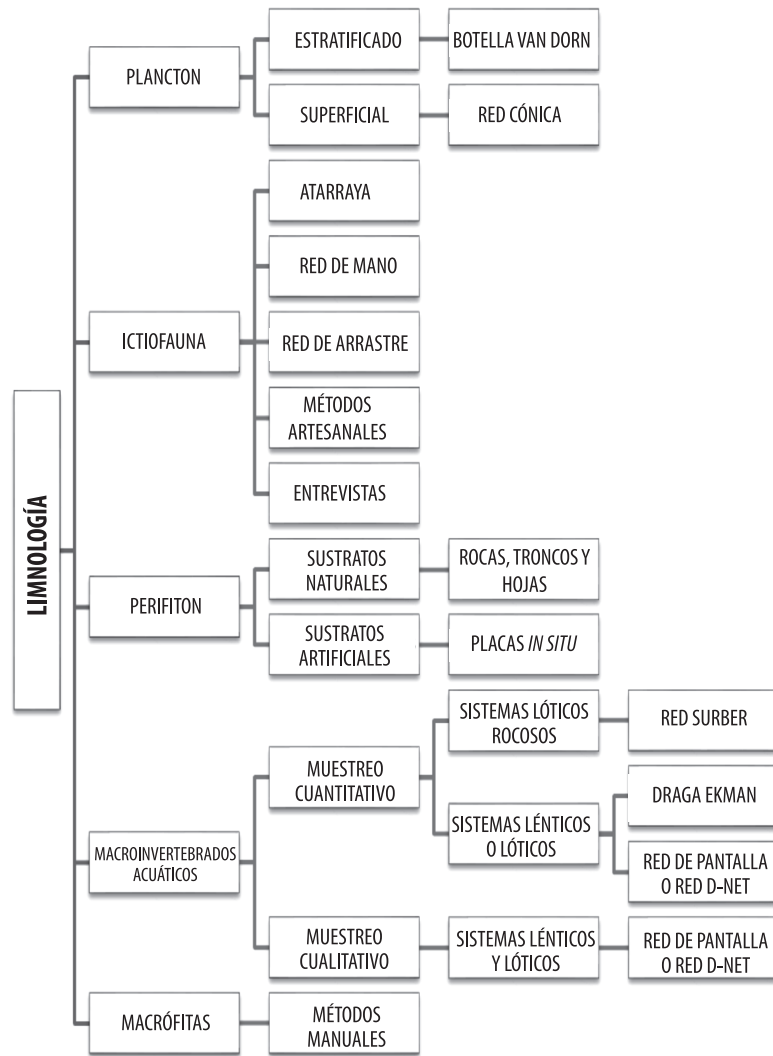 LIMNOLOGÍA
PLANCTON
ESTRATIFICADO
BOTELLA VAN DORN
SUPERFICIAL
RED CÓNICA
ICTIOFAUNA
ATARRAYA
RED DE MANO
RED DE ARRASTRE
MÉTODOS
ARTESANALES
ENTREVISTAS
PERIFITON
SUSTRATOS
NATURALES
ROCAS, TRONCOS Y
HOJAS
SUSTRATOS
ARTIFICIALES
PLACAS IN SITU
MACROINVERTEBRADOS
ACUÁTICOS
MUESTREO
CUANTITATIVO
SISTEMAS LÓTICOS
ROCOSOS
RED SURBER
SISTEMAS LÉNTICOS
O LÓTICOS
DRAGA EKMAN
RED DE PANTALLA
O RED D-NET
MUESTREO
CUALITATIVO
SISTEMAS LÉNTICOS
Y LÓTICOS
RED DE PANTALLA
O RED D-NET
MACRÓFITAS
MÉTODOS
MANUALES